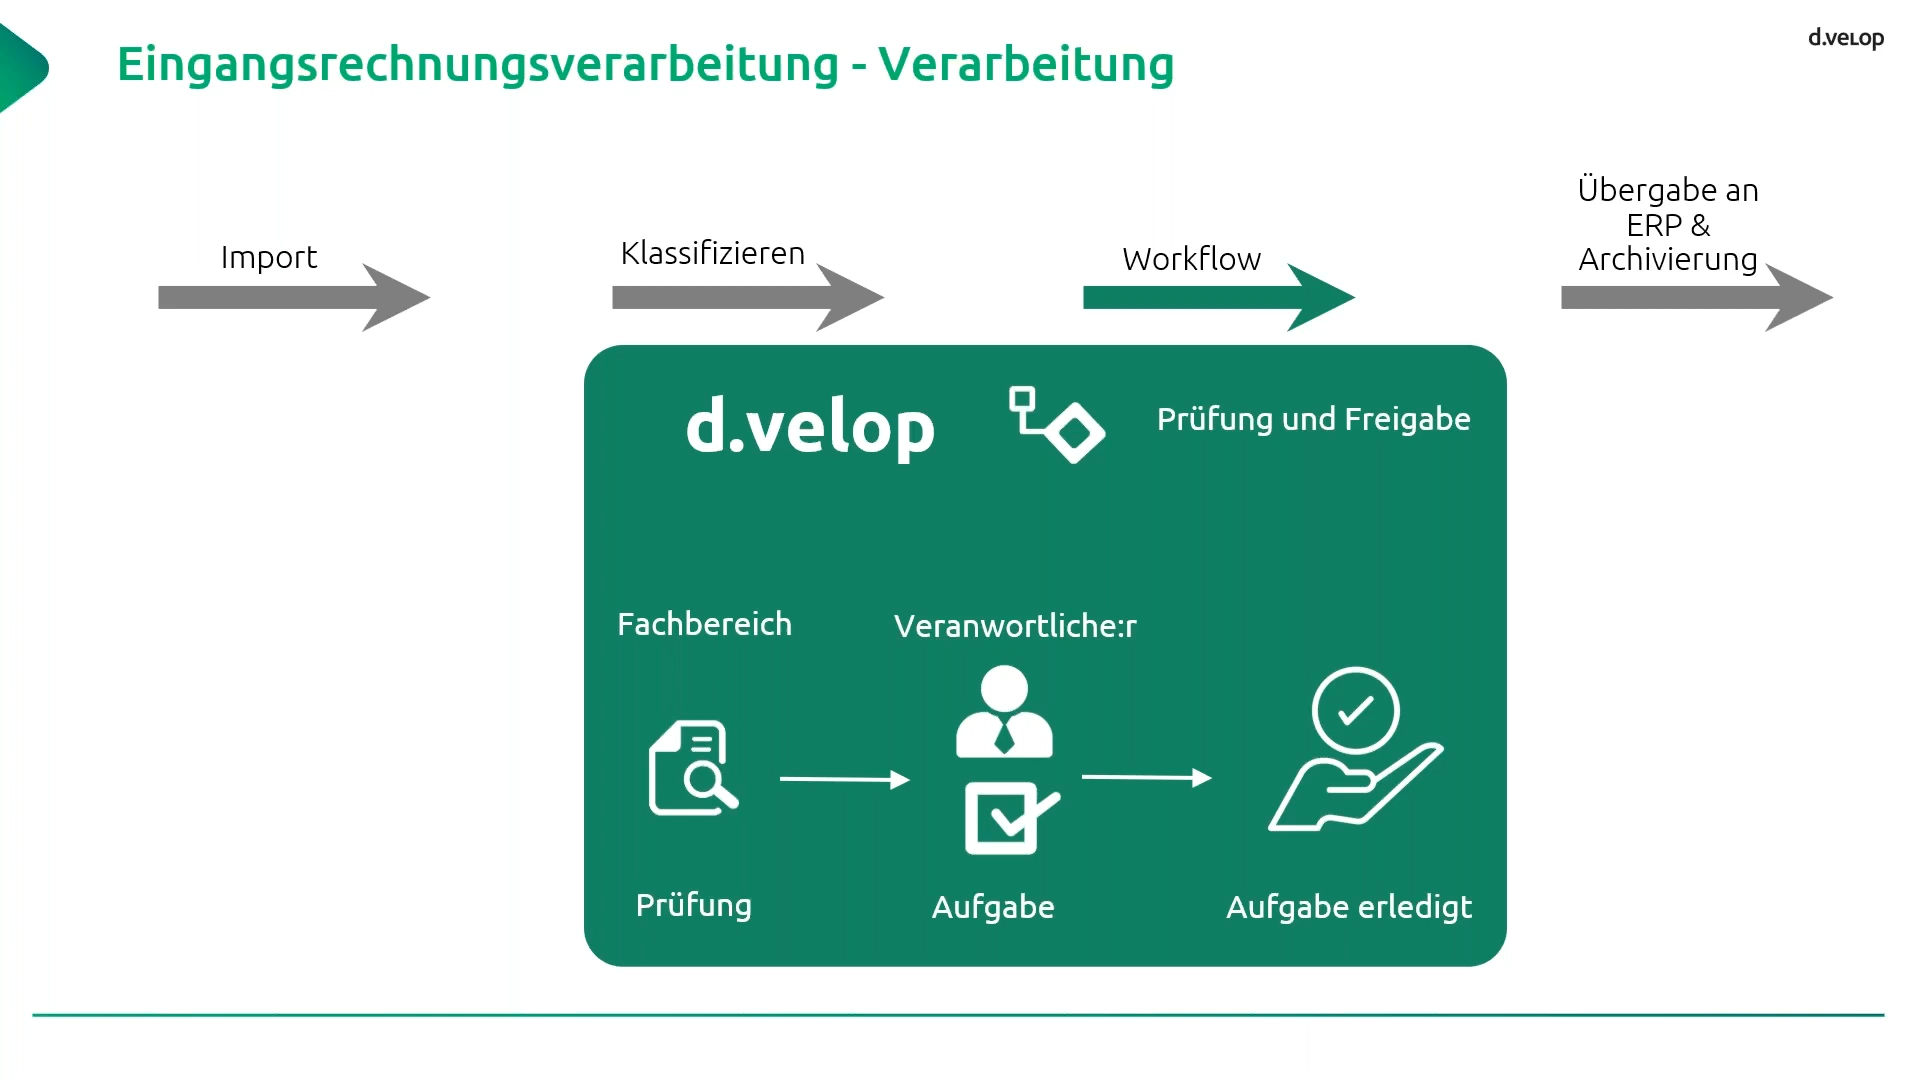 Eingangsrechnungsverarbeitung - Verarbeitung
d.velop
Import
Klassifizieren
Workflow
Übergabe an
ERP &
Archivierung
d.velop
Prüfung und Freigabe
Fachbereich
Veranwortliche:r
Prüfung
Aufgabe
Aufgabe erledigt